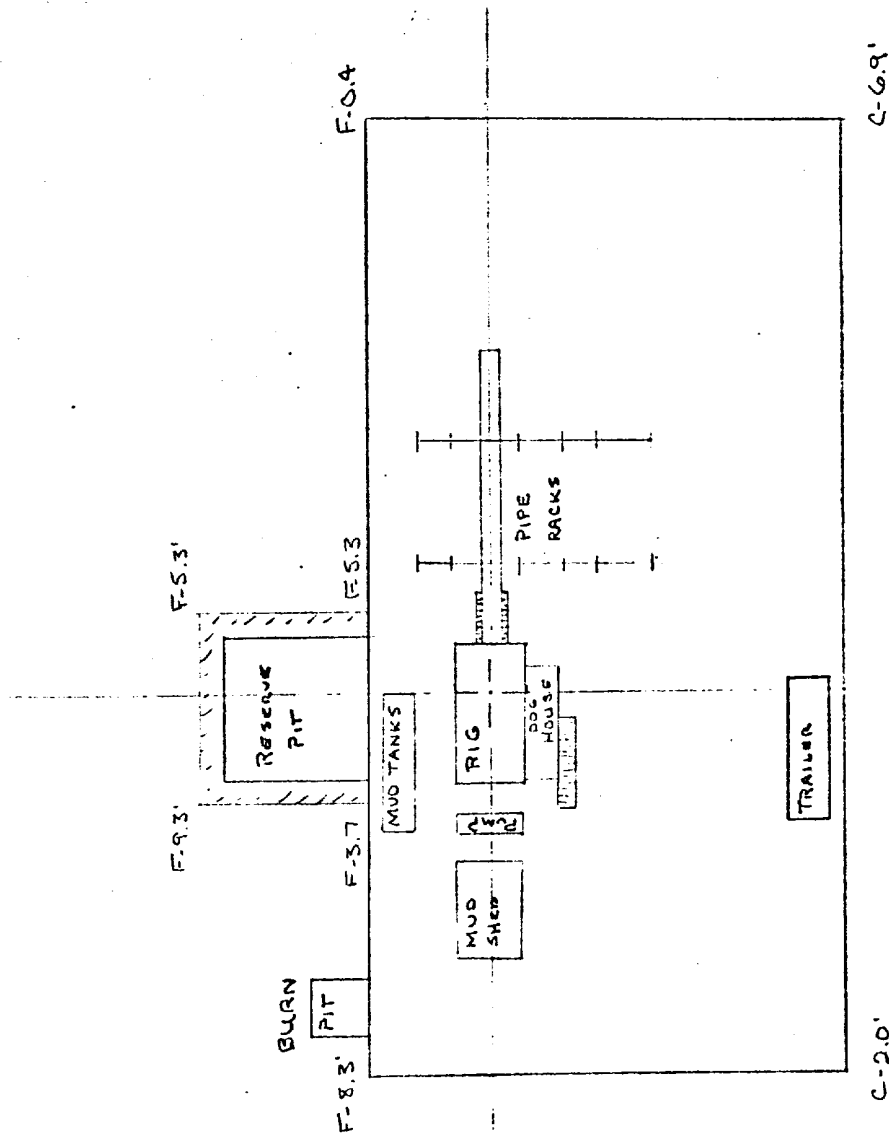 F-9.3'
F-5.3'
RESERVE
PIT
BURN
PIT
F-8.3'
F-3.7
F-5.3
F-0.4
MUD TANKS
MUD
SHED
PUMP
RIG
DOG
HOUSE
PIPE
RACKS
TRAILER
C-2.0'
C-6.9'